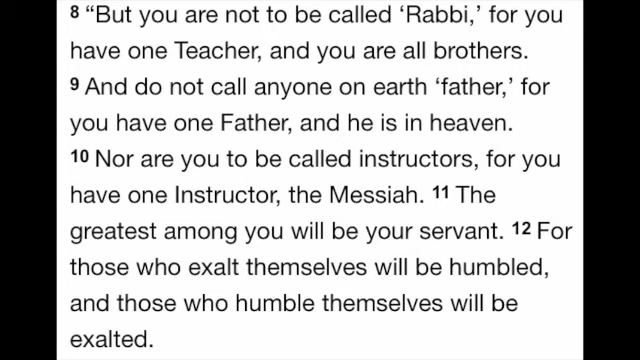 8 “But you are not to be called ‘Rabbi,’ for you
have one Teacher, and you are all brothers.
9 And do not call anyone on earth ‘father,’ for
you have one Father, and he is in heaven.
10 Nor are you to be called instructors, for you
have one Instructor, the Messiah. 11 The
greatest among you will be your servant. 12 For
those who exalt themselves will be humbled,
and those who humble themselves will be
exalted.